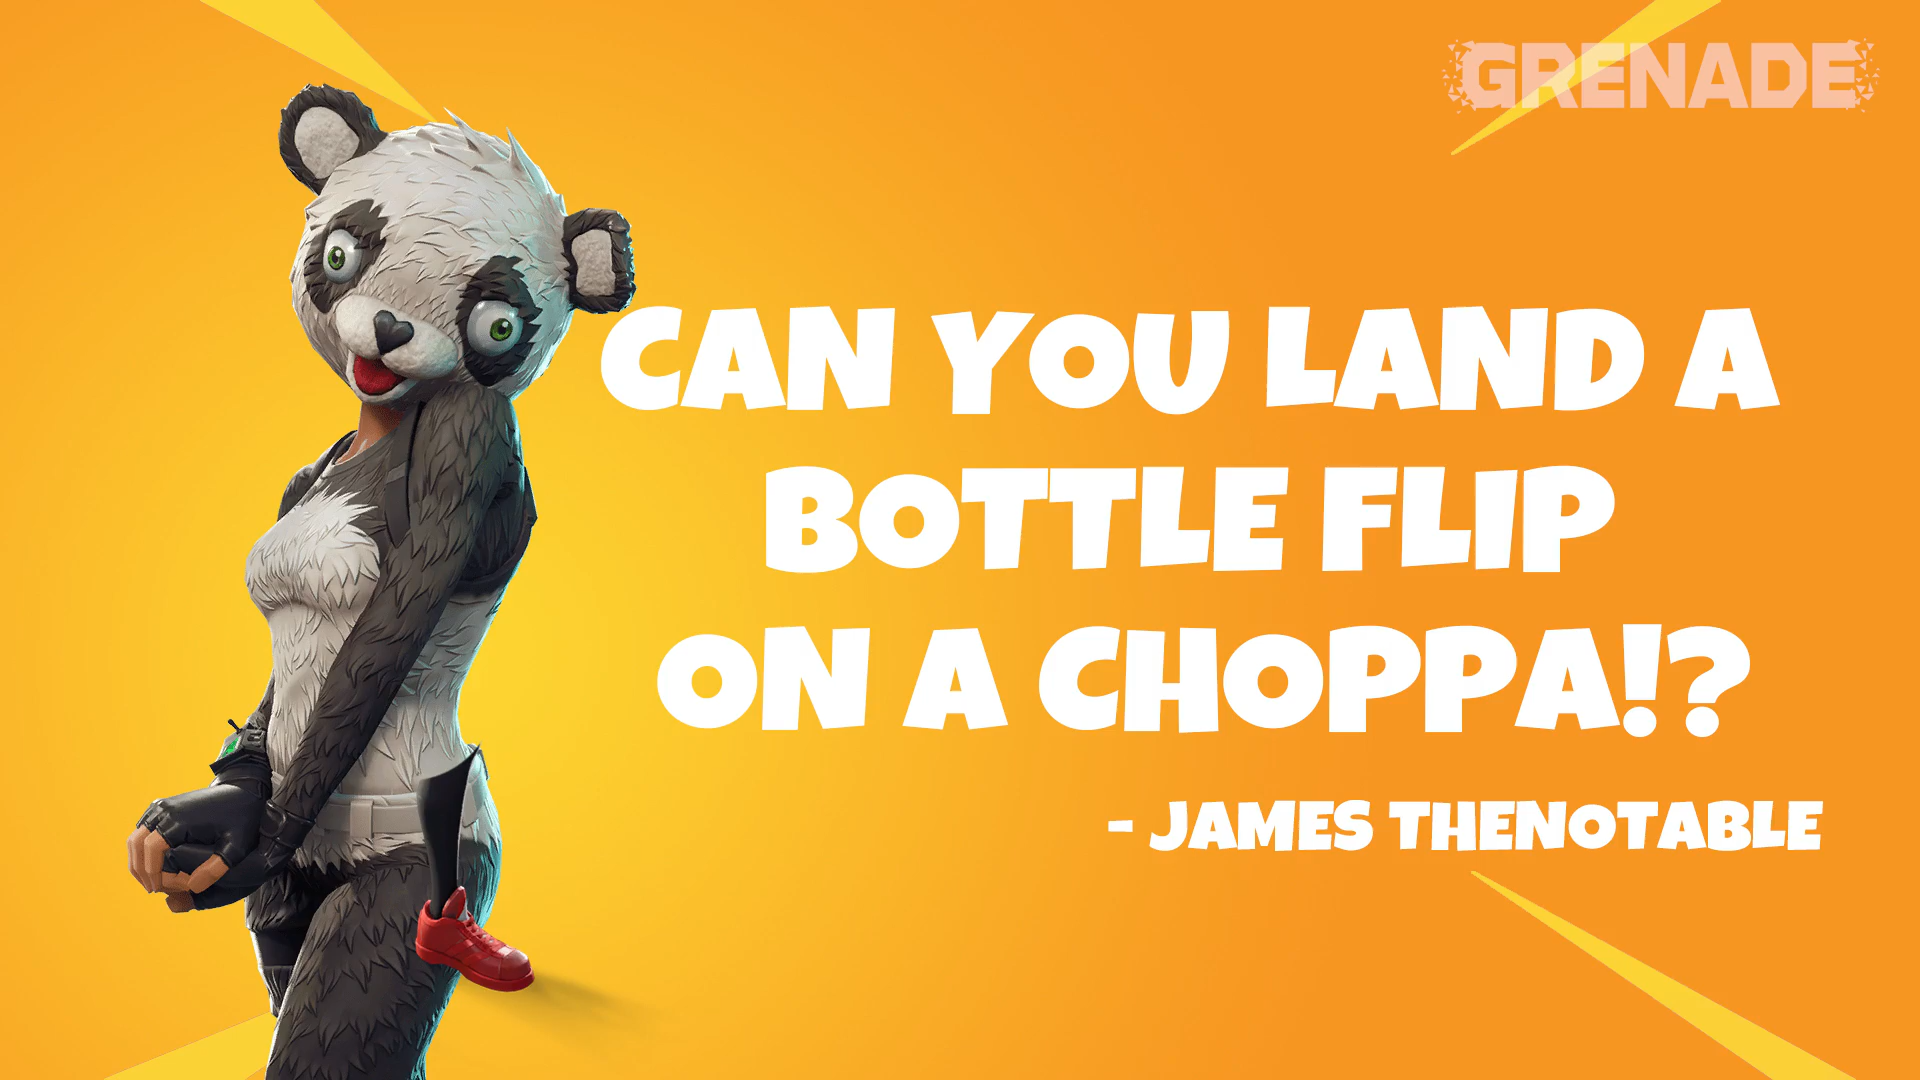 GRENADE
CAN YOU LAND A
BOTTLE FLIP
ON A CHOPPA!?
- JAMES THENOTABLE